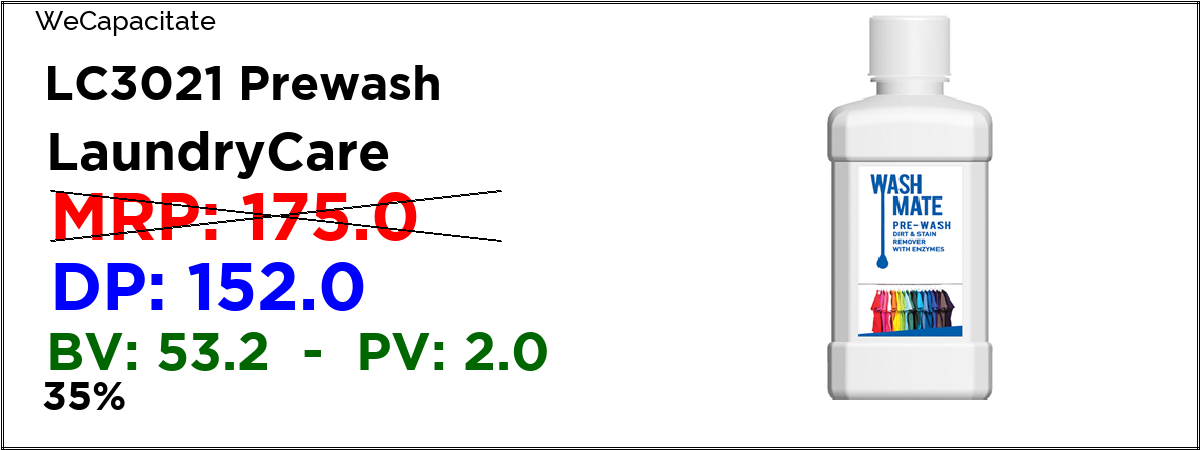 WeCapacitate
LC3021 Prewash
LaundryCare
MRP: 175.0
DP: 152.0
BV: 53.2 - PV: 2.0
35%
WASH
MATE
PRE-WASH
DIRT & STAIN
REMOVER
WITH ENZYMES